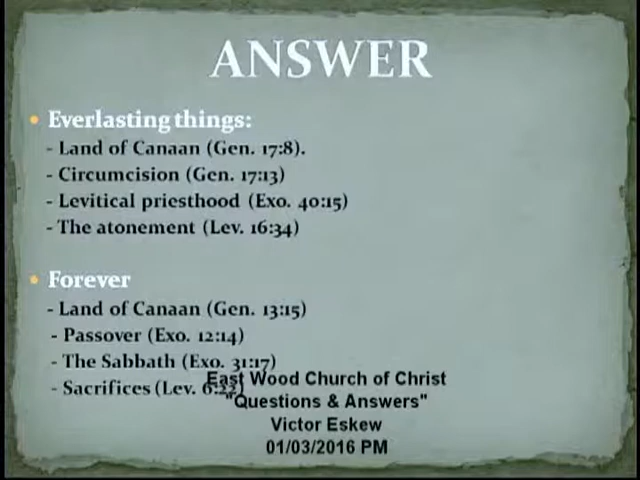 ANSWER
Everlasting things:
- Land of Canaan (Gen. 17:8).
- Circumcision (Gen. 17:13)
- Levitical priesthood (Exo. 40:15)
- The atonement (Lev. 16:34)
Forever
- Land of Canaan (Gen. 13:15)
- Passover (Exo. 12:14)
- The Sabbath (Exo. 31:17)
- Sacrifices (Lev.
East Wood Church of Christ
"Questions & Answers"
Victor Eskew
01/03/2016 PM